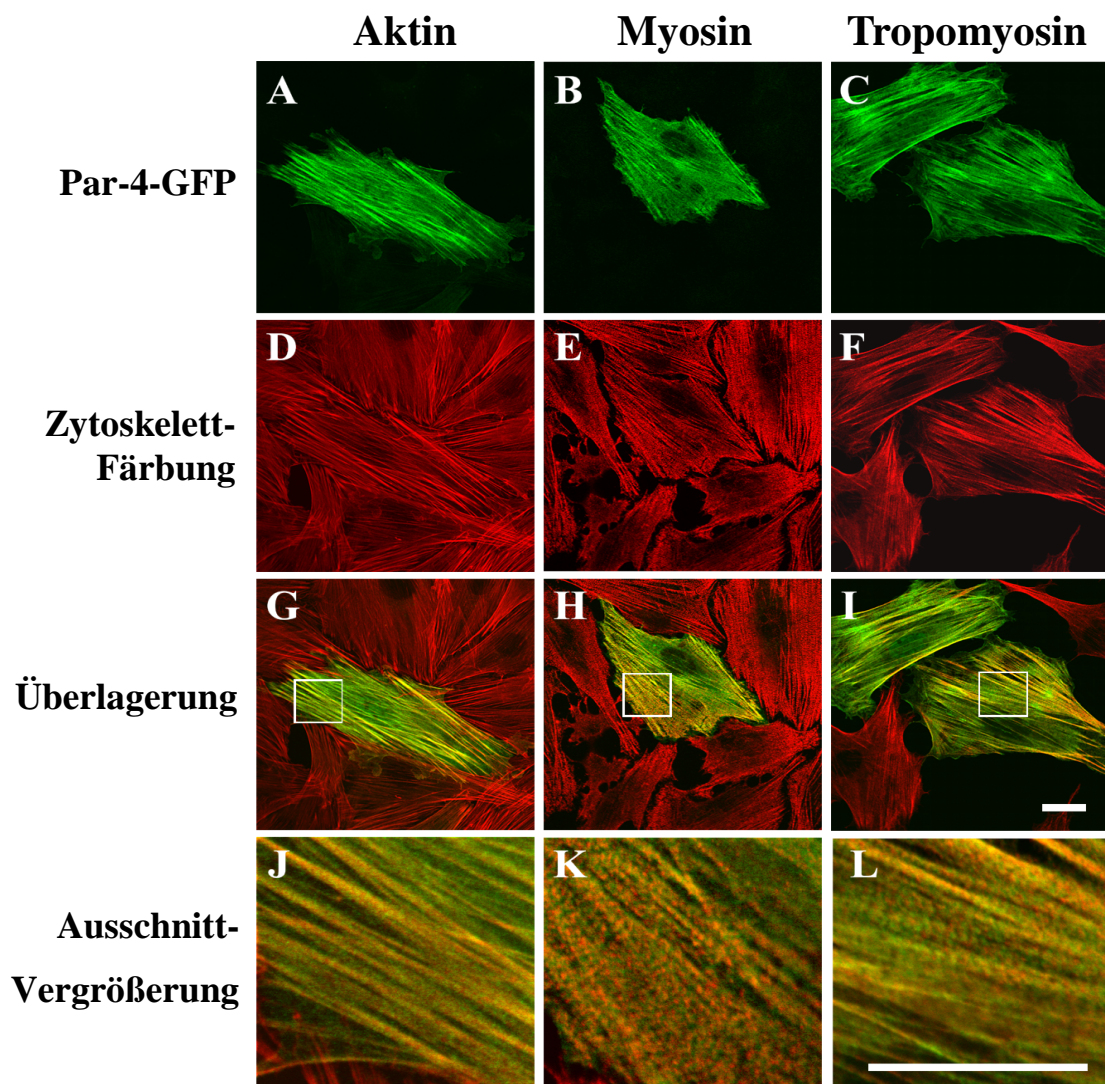 Aktin Myosin Tropomyosin
A B C
Par-4-GFP
D E F
Zytoskelett-
Färbung
G H I
Überlagerung
J K L
Ausschnitt-
Vergrößerung